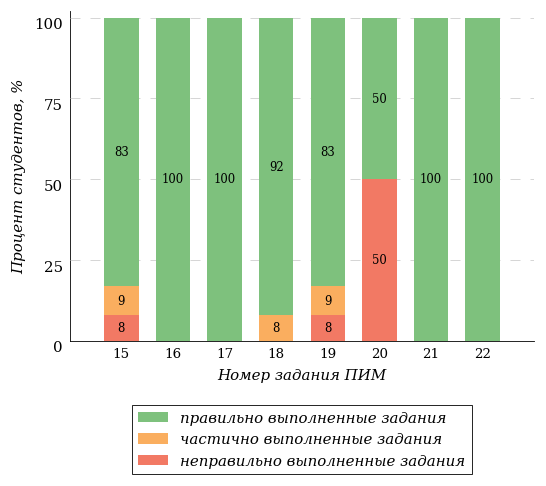 100
75
50
25
0
Процент студентов, %
83 100 100 92 83 50 100 100
9 8 9 50
8 8
15 16 17 18 19 20 21 22
Номер задания ПИМ
правильно выполненные задания
частично выполненные задания
неправильно выполненные задания